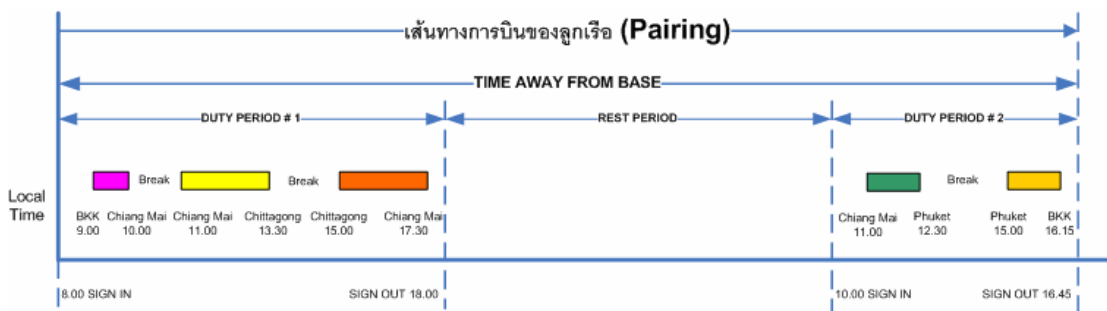 เส้นทางการบินของลูกเรือ (Pairing)
TIME AWAY FROM BASE
DUTY PERIOD # 1 REST PERIOD DUTY PERIOD # 2
Break Break Break
Local
Time
BKK Chiang Mai Chiang Mai Chittagong Chittagong Chiang Mai Chiang Mai Phuket Phuket BKK
9.00 10.00 11.00 13.30 15.00 17.30 11.00 12.30 15.00 16.15
8.00 SIGN IN SIGN OUT 18.00 10.00 SIGN IN SIGN OUT 16.45